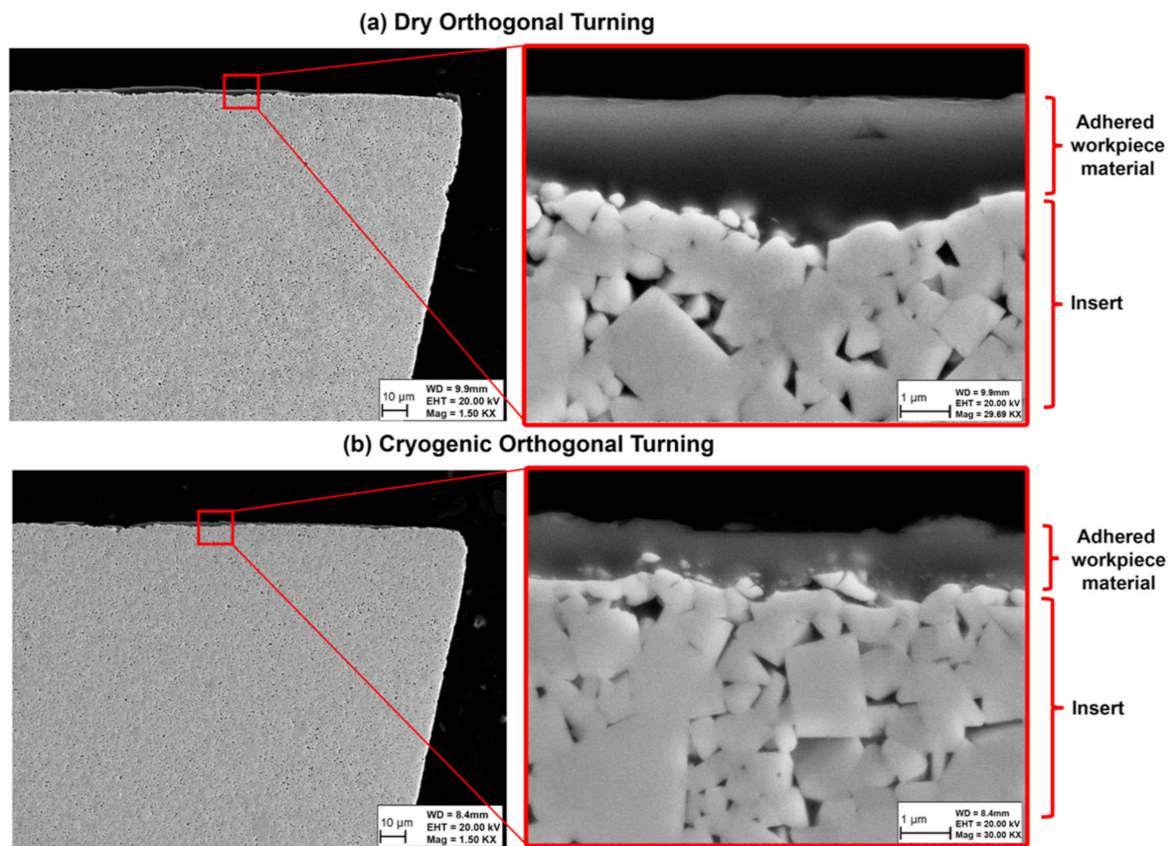 (a) Dry Orthogonal Turning
Adhered
workpiece
material
Insert
10 µm
WD = 9.9mm
EHT = 20.00 kV
Mag = 1.50 KX
1 µm
WD = 9.9mm
EHT = 20.00 kV
Mag = 29.69 KX
(b) Cryogenic Orthogonal Turning
Adhered
workpiece
material
Insert
10 µm
WD = 8.4mm
EHT = 20.00 kV
Mag = 1.50 KX
1 µm
WD = 8.4mm
EHT = 20.00 kV
Mag = 30.00 KX